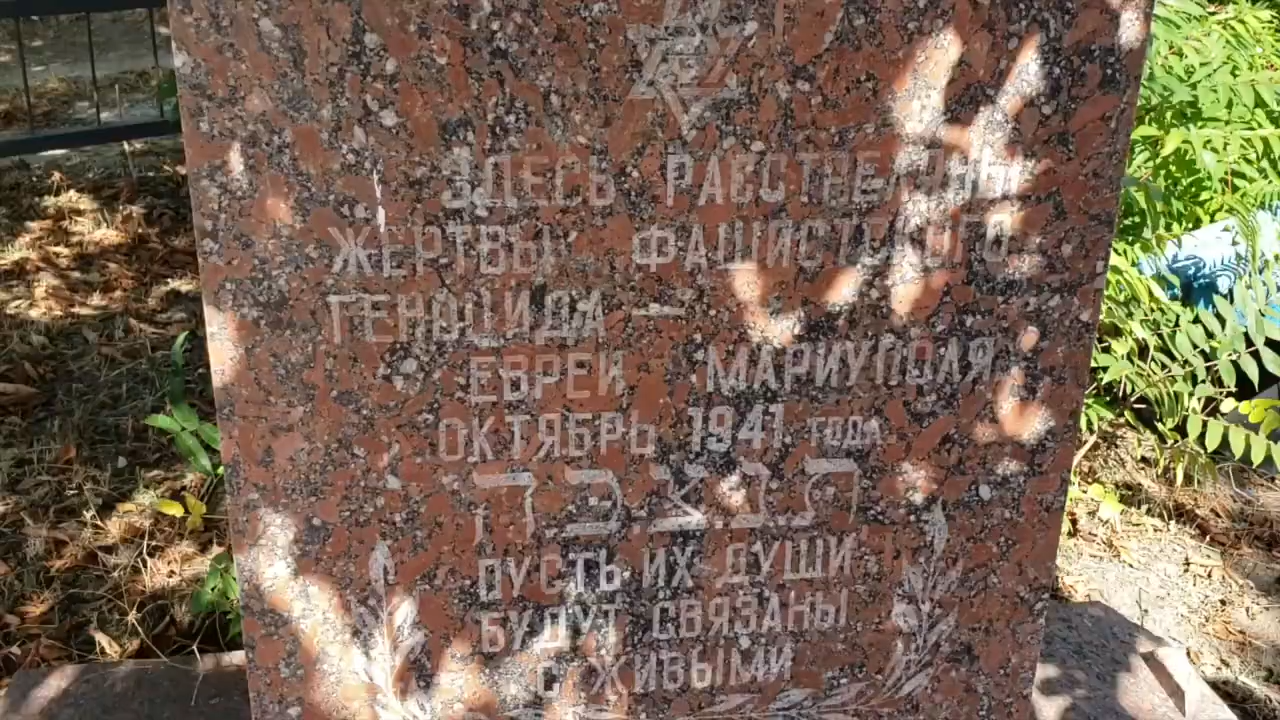 ЗДЕСЬ РАССТРЕЛЯНЫ
ЖЕРТВЫ ФАШИСТСКОГО
ГЕНОЦИДА —
ЕВРЕИ МАРИУПОЛЯ
ОКТЯБРЬ 1941 ГОДА
ת.נ.צ.ב.ה
ПУСТЬ ИХ ДУШИ
БУДУТ СВЯЗАНЫ
С ЖИВЫМИ